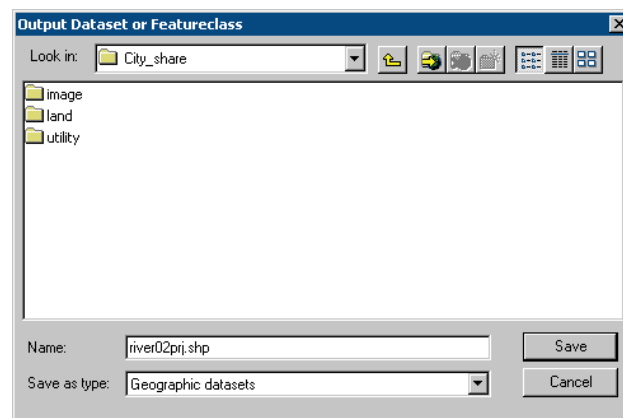 Output Dataset or Featureclass
Look in: City_share
image
land
utility
Name: river02prj.shp Save
Save as type: Geographic datasets Cancel